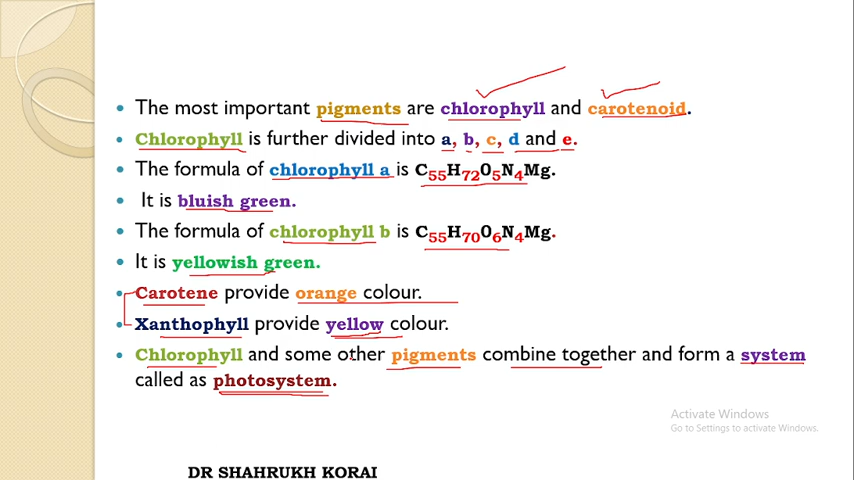 The most important pigments are chlorophyll and carotenoid.
Chlorophyll is further divided into a, b, c, d and e.
The formula of chlorophyll a is C₅₅H₇₂O₅N₄Mg.
It is bluish green.
The formula of chlorophyll b is C₅₅H₇₀O₆N₄Mg.
It is yellowish green.
Carotene provide orange colour.
Xanthophyll provide yellow colour.
Chlorophyll and some other pigments combine together and form a system
called as photosystem.
Activate Windows
Go to Settings to activate Windows.
DR SHAHRUKH KORAI